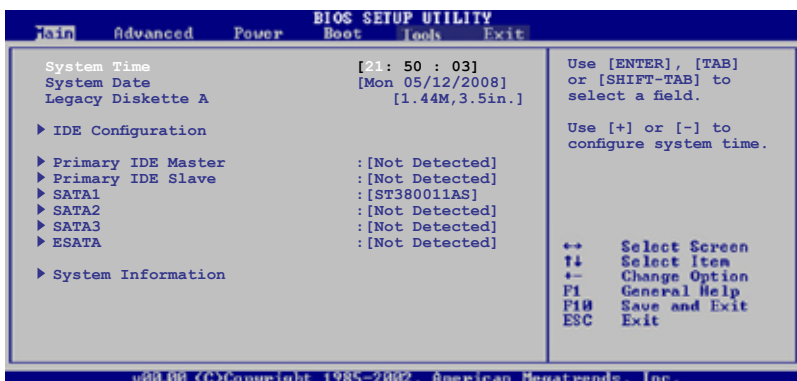 BIOS SETUP UTILITY
Main Advanced Power Boot Tools Exit
System Time [21: 50 : 03]
System Date [Mon 05/12/2008]
Legacy Diskette A [1.44M,3.5in.]
IDE Configuration
Primary IDE Master :[Not Detected]
Primary IDE Slave :[Not Detected]
SATA1 :[ST380011AS]
SATA2 :[Not Detected]
SATA3 :[Not Detected]
ESATA :[Not Detected]
System Information
Use [ENTER], [TAB]
or [SHIFT-TAB] to
select a field.
Use [+] or [-] to
configure system time.
↔ Select Screen
↑↓ Select Item
+- Change Option
F1 General Help
F10 Save and Exit
ESC Exit
v00.00 (C)Copyright 1985-2002, American Megatrends, Inc.